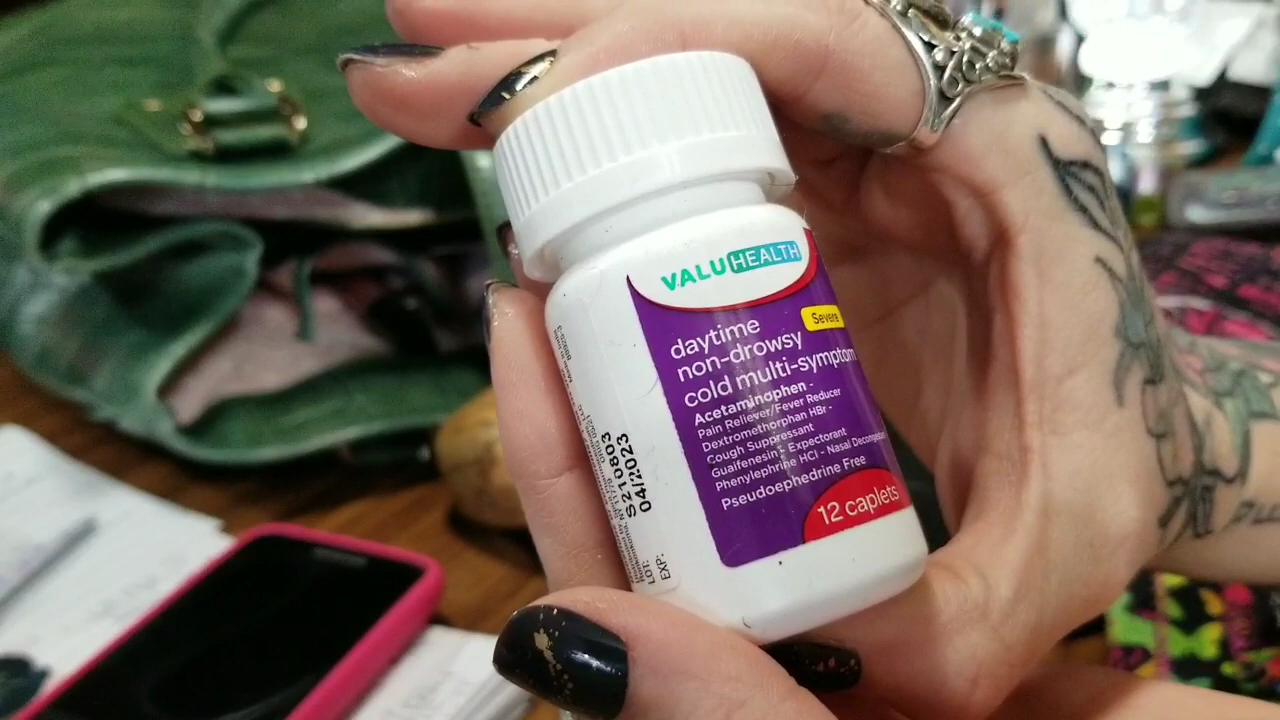 VALUHEALTH
Severe
daytime
non-drowsy
cold multi-symptom
Acetaminophen -
Pain Reliever/Fever Reducer
Dextromethorphan HBr -
Cough Suppressant
Guaifenesin - Expectorant
Phenylephrine HCl - Nasal Decongest
Pseudoephedrine Free
12 caplets
LOT: S210803
EXP: 04/2023